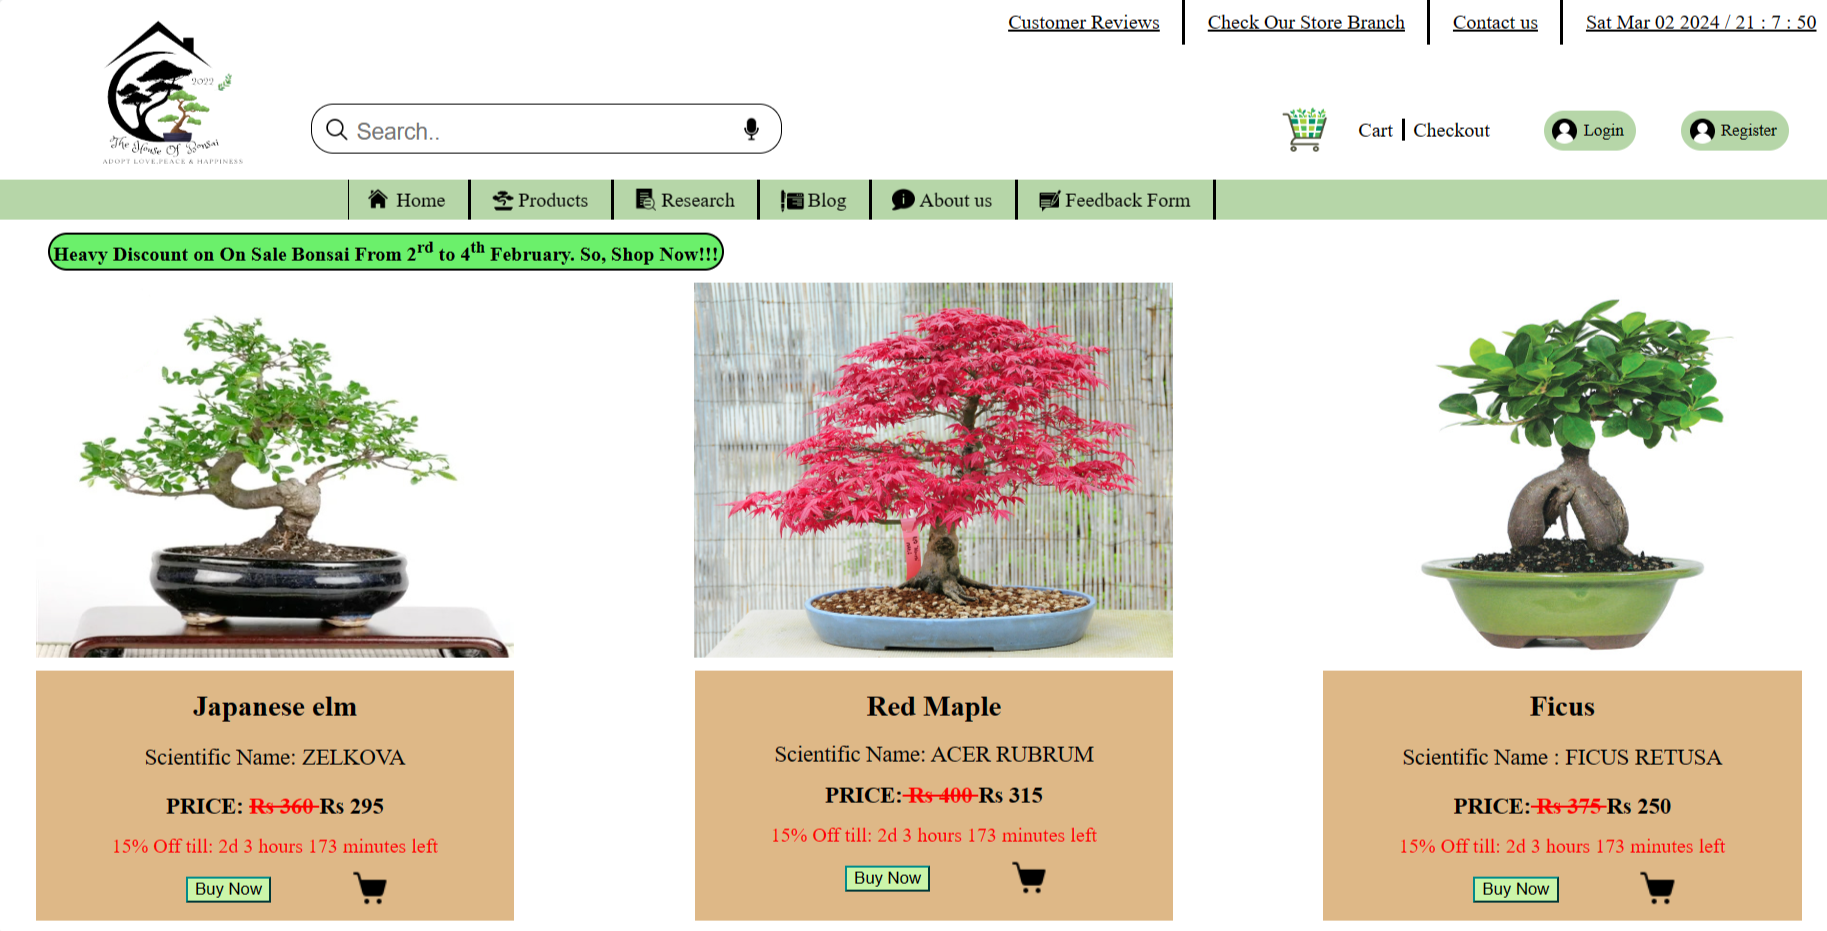 Customer Reviews
Check Our Store Branch
Contact us
Sat Mar 02 2024 / 21 : 7 : 50
2022
The House Of Bonsai
ADOPT LOVE,PEACE & HAPPINESS
Search..
Cart
Checkout
Login
Register
Home
Products
Research
Blog
About us
Feedback Form
Heavy Discount on On Sale Bonsai From 2rd to 4th February. So, Shop Now!!!
Japanese elm
Scientific Name: ZELKOVA
PRICE: Rs 360 Rs 295
15% Off till: 2d 3 hours 173 minutes left
Buy Now
Red Maple
Scientific Name: ACER RUBRUM
PRICE: Rs 400 Rs 315
15% Off till: 2d 3 hours 173 minutes left
Buy Now
Ficus
Scientific Name : FICUS RETUSA
PRICE: Rs 375 Rs 250
15% Off till: 2d 3 hours 173 minutes left
Buy Now